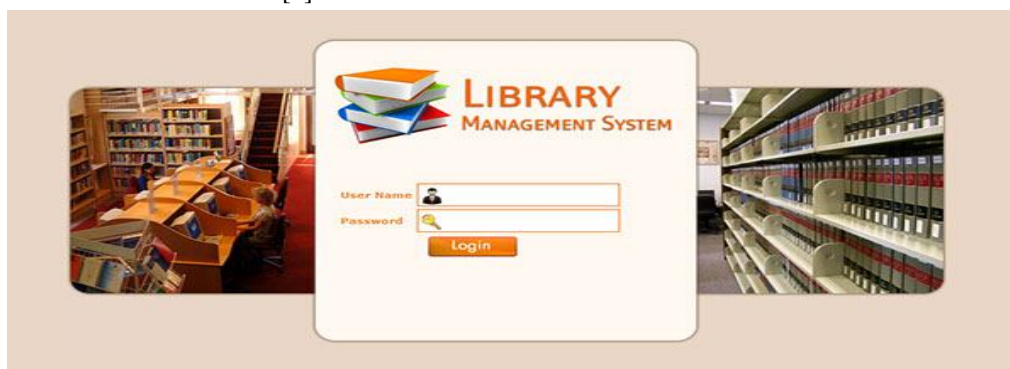 LIBRARY
MANAGEMENT SYSTEM
User Name
Password
Login